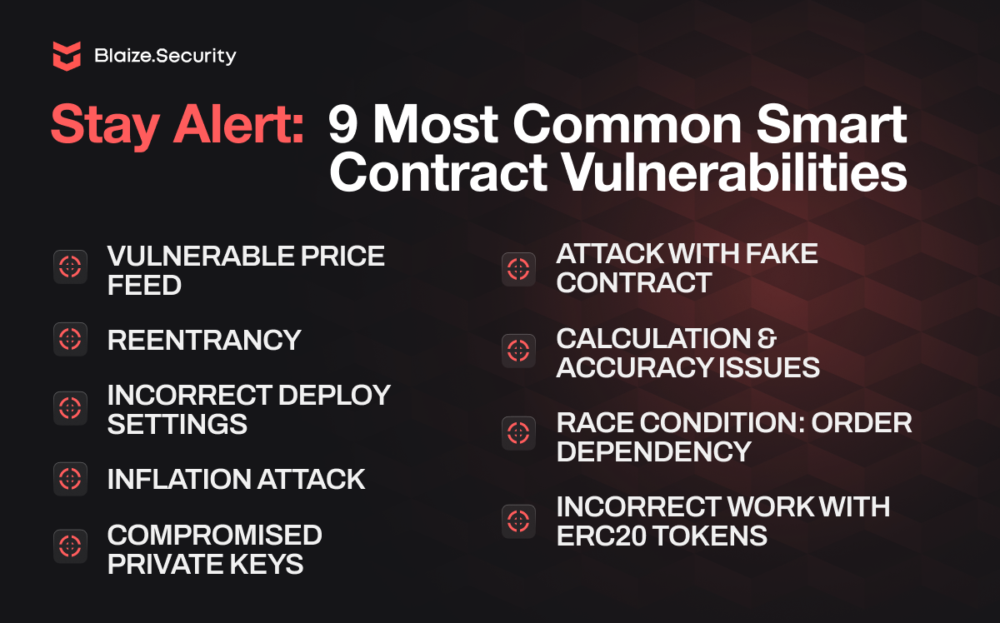 Blaize.Security
Stay Alert: 9 Most Common Smart
Contract Vulnerabilities
VULNERABLE PRICE
FEED
REENTRANCY
INCORRECT DEPLOY
SETTINGS
INFLATION ATTACK
COMPROMISED
PRIVATE KEYS
ATTACK WITH FAKE
CONTRACT
CALCULATION &
ACCURACY ISSUES
RACE CONDITION: ORDER
DEPENDENCY
INCORRECT WORK WITH
ERC20 TOKENS